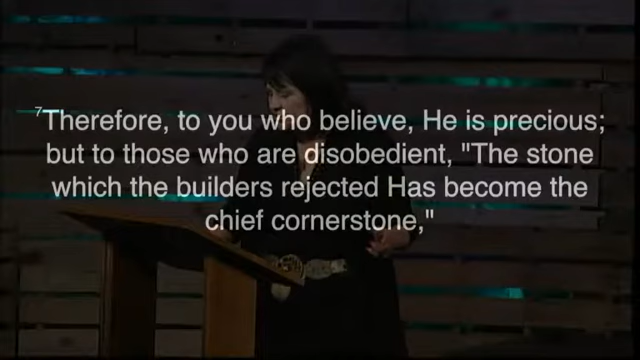 7Therefore, to you who believe, He is precious;
but to those who are disobedient, "The stone
which the builders rejected Has become the
chief cornerstone,"